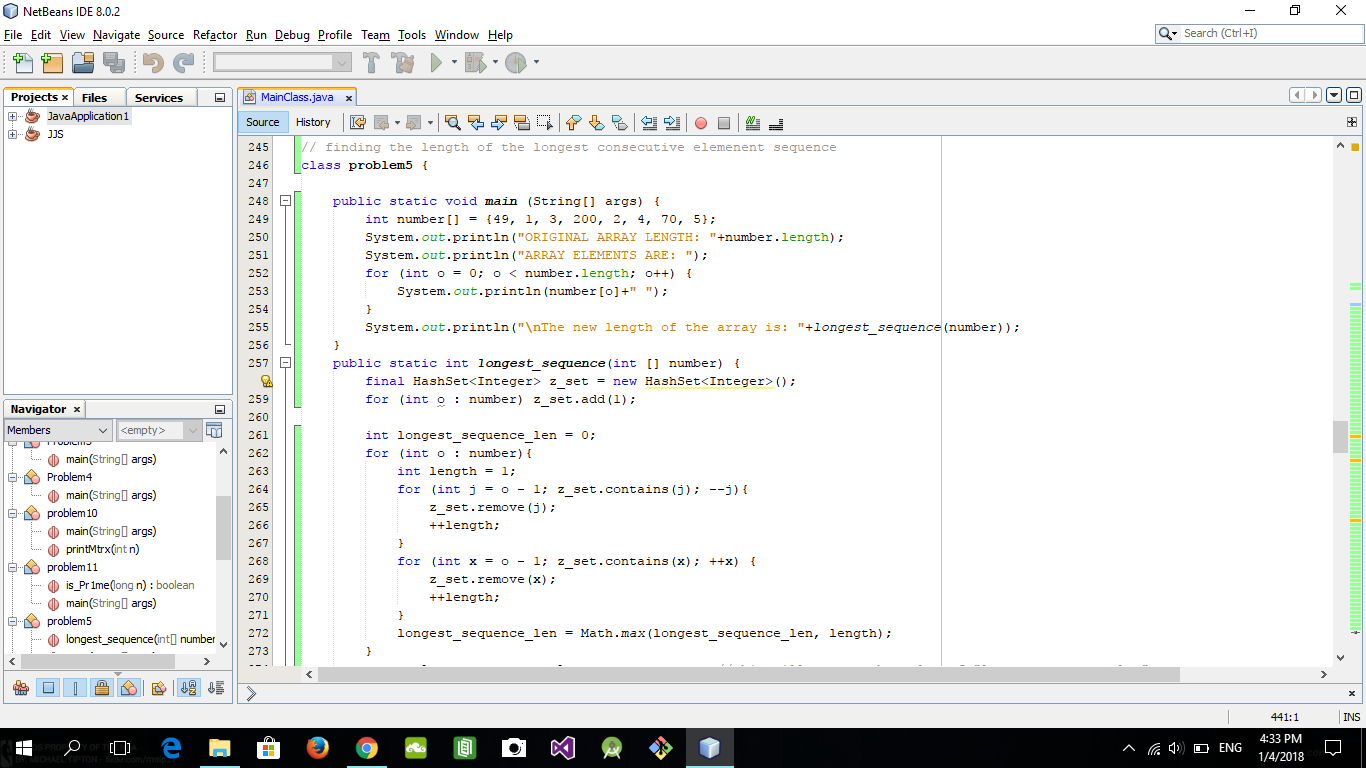 NetBeans IDE 8.0.2
File Edit View Navigate Source Refactor Run Debug Profile Team Tools Window Help
Search (Ctrl+I)
Projects Files Services
MainClass.java
JavaApplication1
JJS
Source History
245 // finding the length of the longest consecutive elemenent sequence
246 class problem5 {
247
248 public static void main (String[] args) {
249 int number[] = {49, 1, 3, 200, 2, 4, 70, 5};
250 System.out.println("ORIGINAL ARRAY LENGTH: "+number.length);
251 System.out.println("ARRAY ELEMENTS ARE: ");
252 for (int o = 0; o < number.length; o++) {
253 System.out.println(number[o]+" ");
254 }
255 System.out.println("\nThe new length of the array is: "+longest_sequence(number));
256 }
257 public static int longest_sequence(int [] number) {
final HashSet<Integer> z_set = new HashSet<Integer>();
259 for (int o : number) z_set.add(1);
260
261 int longest_sequence_len = 0;
262 for (int o : number){
263 int length = 1;
264 for (int j = o - 1; z_set.contains(j); --j){
265 z_set.remove(j);
266 ++length;
267 }
268 for (int x = o - 1; z_set.contains(x); ++x) {
269 z_set.remove(x);
270 ++length;
271 }
272 longest_sequence_len = Math.max(longest_sequence_len, length);
273 }
Navigator
Members <empty>
main(String[] args)
Problem4
main(String[] args)
problem10
main(String[] args)
printMtrx(int n)
problem11
is_Pr1me(long n) : boolean
main(String[] args)
problem5
longest_sequence(int[] number
441:1 INS
ENG
4:33 PM
1/4/2018